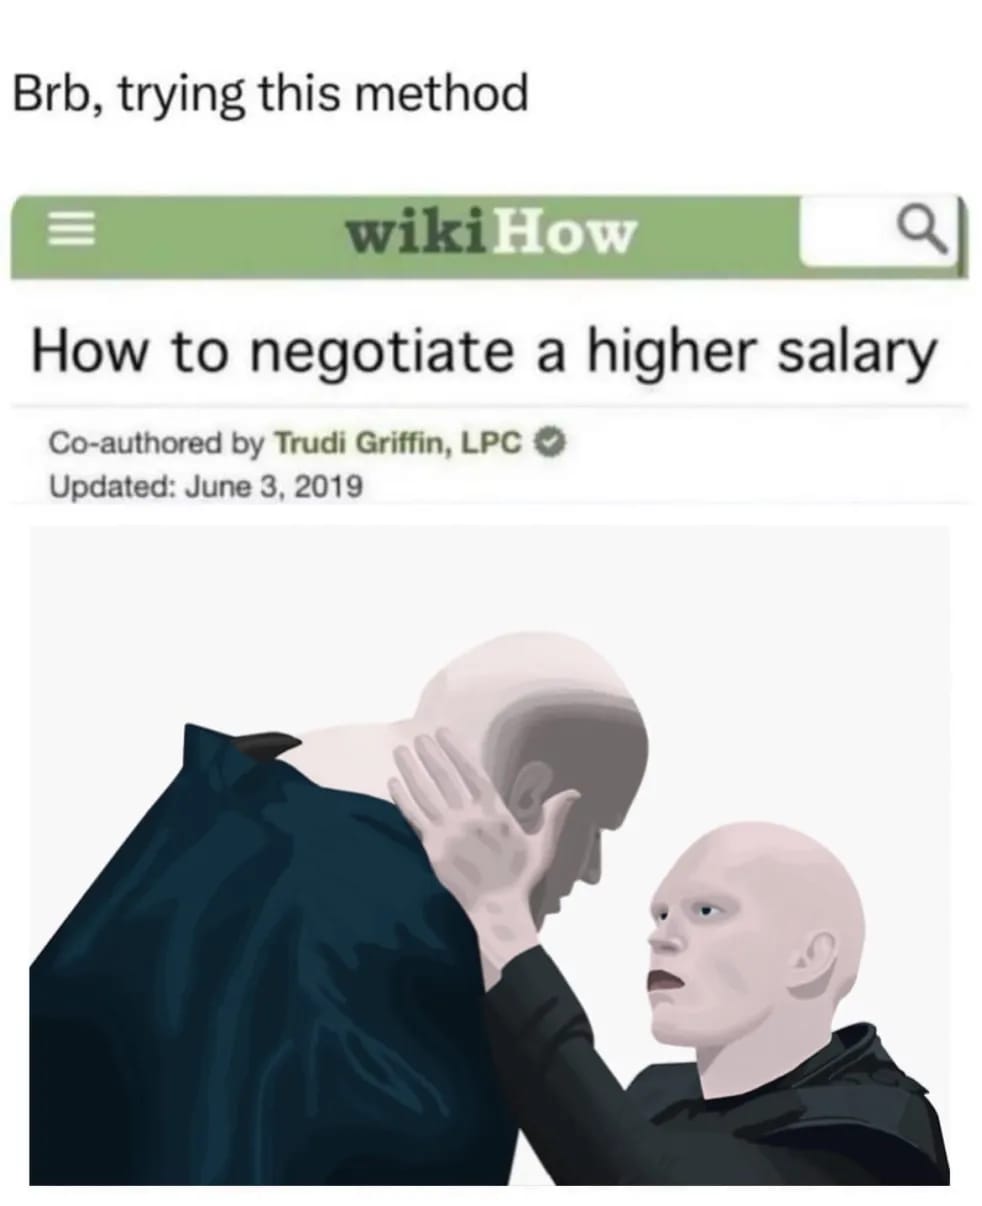 Brb, trying this method
wikiHow
How to negotiate a higher salary
Co-authored by Trudi Griffin, LPC
Updated: June 3, 2019